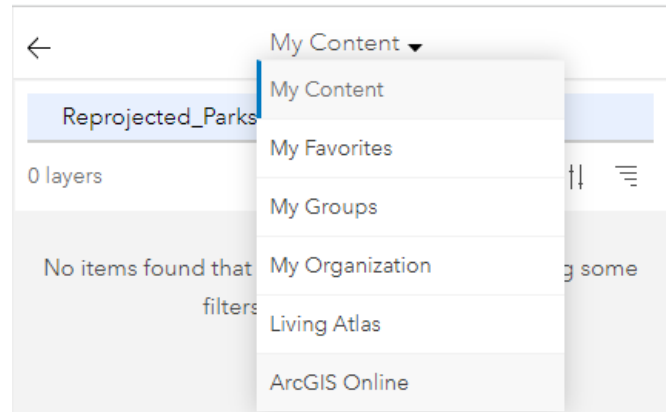 My Content
My Content
Reprojected_Parks
My Favorites
0 layers
My Groups
No items found that
My Organization
g some
filters
Living Atlas
ArcGIS Online